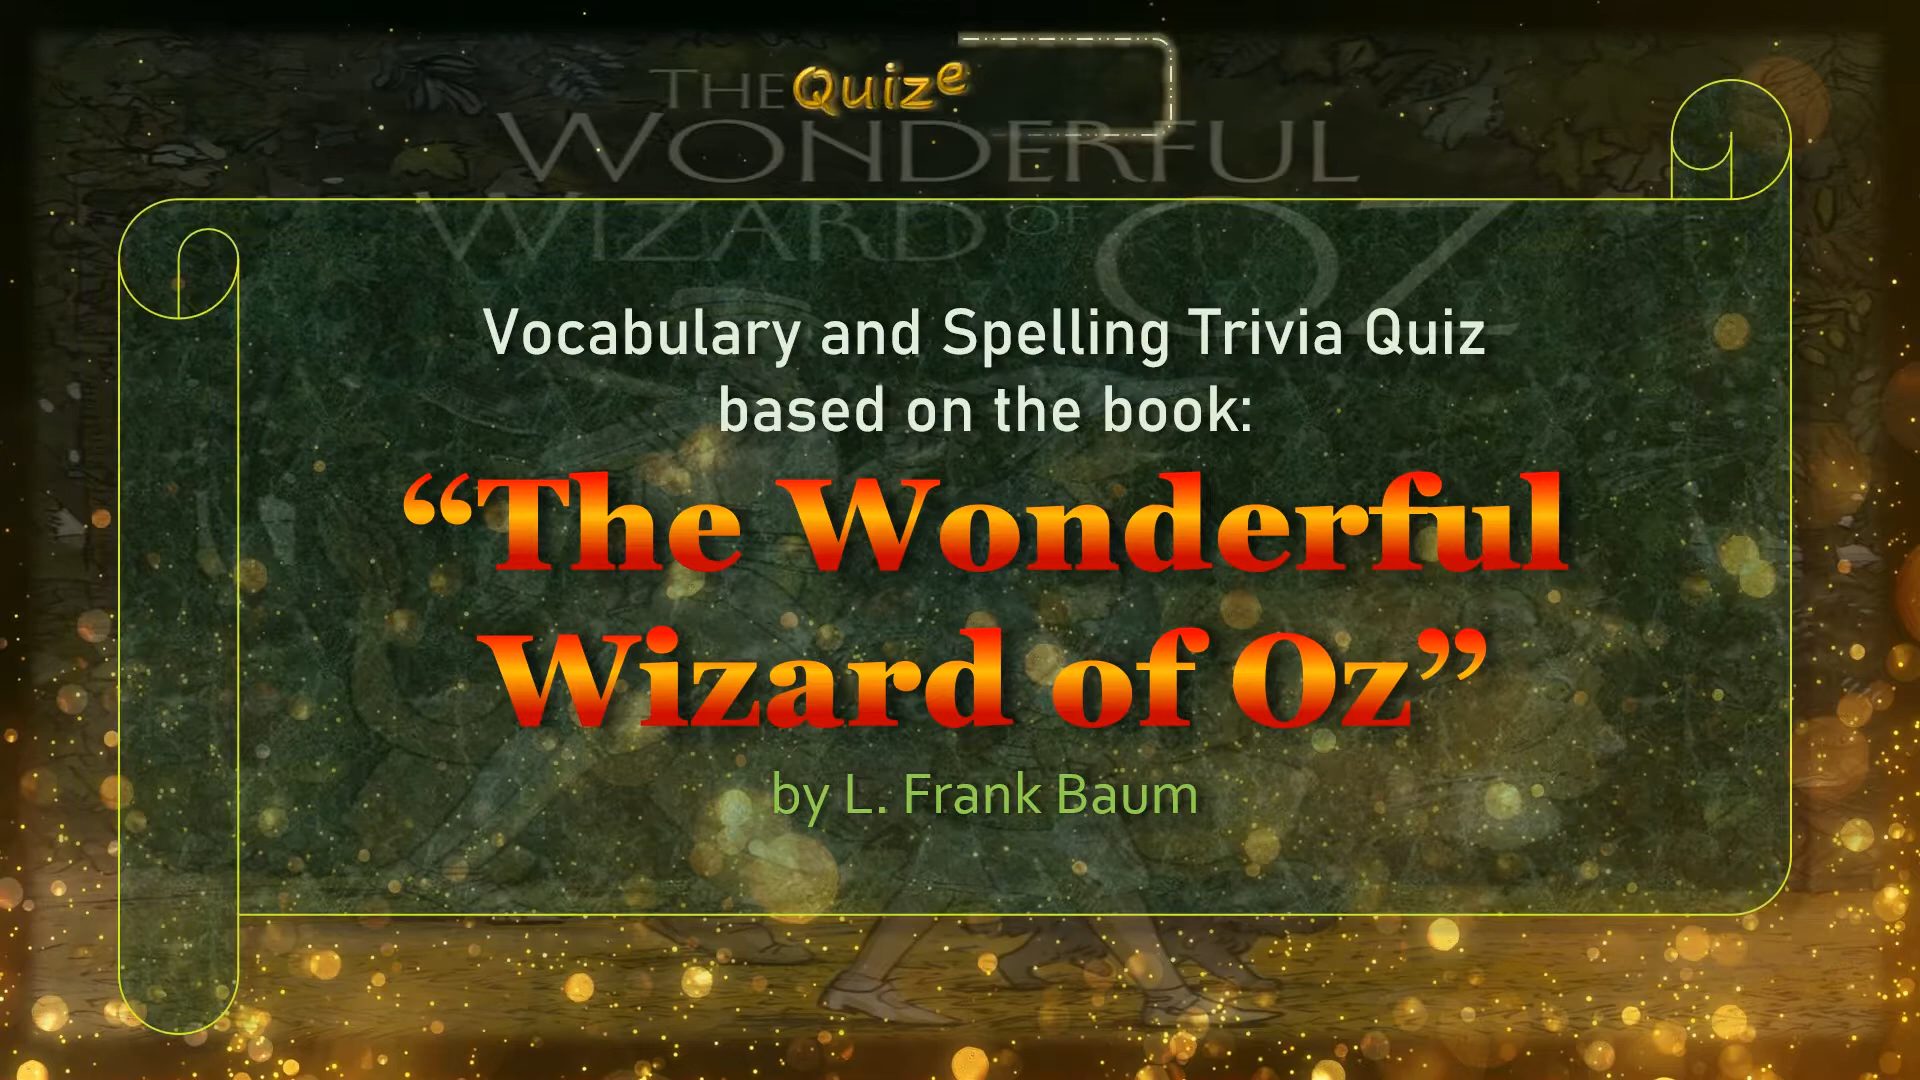 THE
Quize
WONDERFUL
WIZARD OF OZ
Vocabulary and Spelling Trivia Quiz
based on the book:
“The Wonderful
Wizard of Oz”
by L. Frank Baum